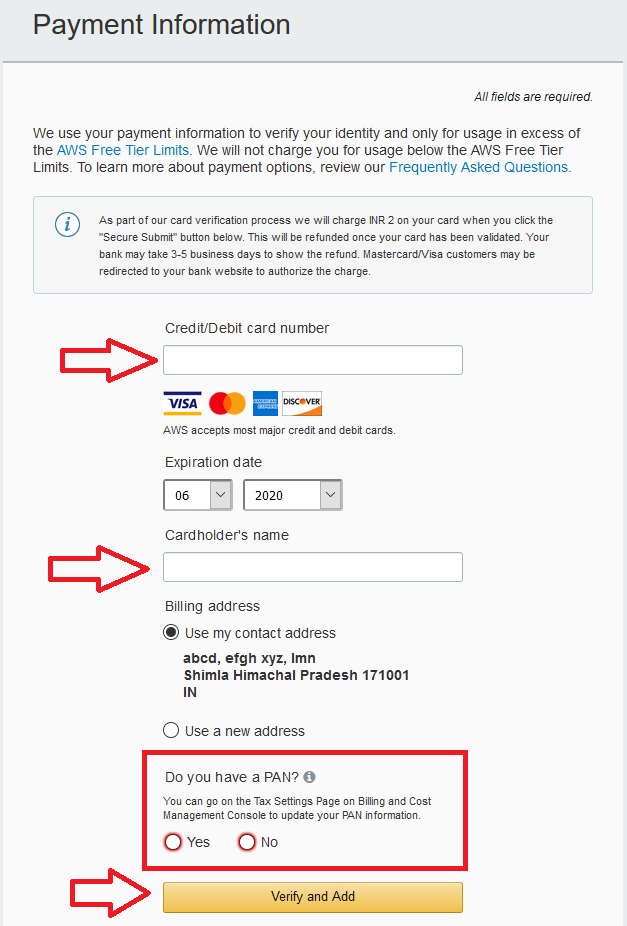 Payment Information
All fields are required.
We use your payment information to verify your identity and only for usage in excess of
the AWS Free Tier Limits. We will not charge you for usage below the AWS Free Tier
Limits. To learn more about payment options, review our Frequently Asked Questions.
i
As part of our card verification process we will charge INR 2 on your card when you click the
"Secure Submit" button below. This will be refunded once your card has been validated. Your
bank may take 3-5 business days to show the refund. Mastercard/Visa customers may be
redirected to your bank website to authorize the charge.
Credit/Debit card number
VISA AMERICAN EXPRESS DISCOVER
AWS accepts most major credit and debit cards.
Expiration date
06 2020
Cardholder's name
Billing address
Use my contact address
abcd, efgh xyz, lmn
Shimla Himachal Pradesh 171001
IN
Use a new address
Do you have a PAN? i
You can go on the Tax Settings Page on Billing and Cost
Management Console to update your PAN information.
Yes No
Verify and Add